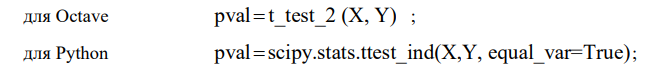 для Octave pval=t_test_2 (X, Y) ;
для Python pval=scipy.stats.ttest_ind(X,Y, equal_var=True);